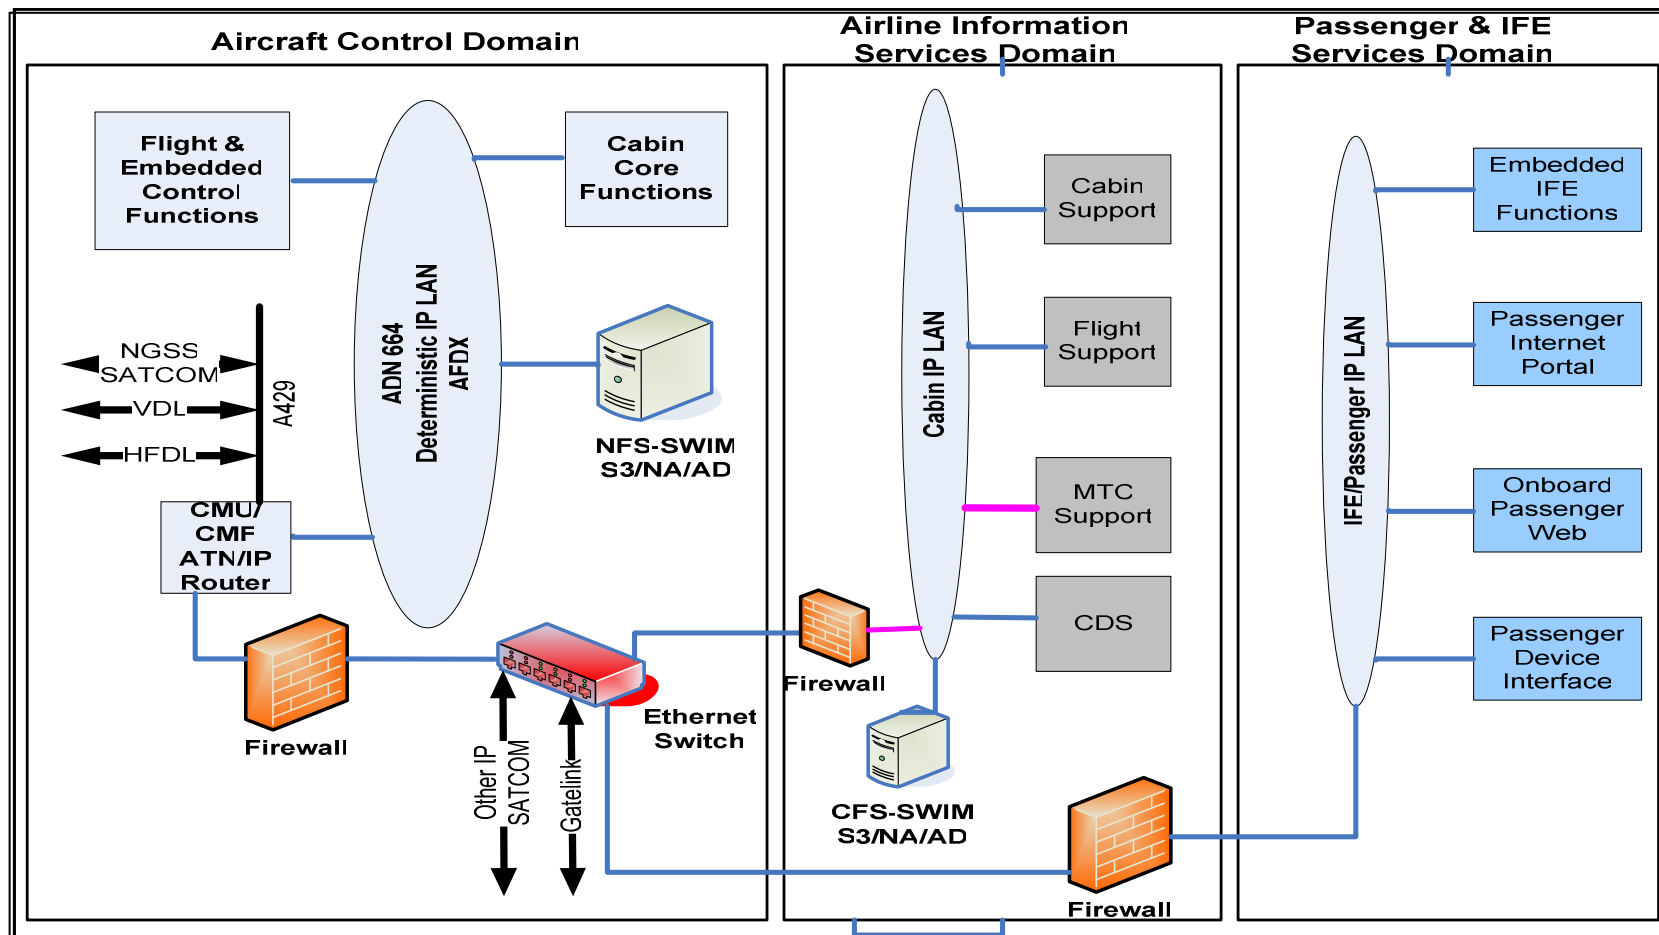 Aircraft Control Domain
Airline Information
Services Domain
Passenger & IFE
Services Domain
Flight &
Embedded
Control
Functions
Cabin
Core
Functions
ADN 664
Deterministic IP LAN
AFDX
NGSS
SATCOM
VDL
HFDL
A429
NFS-SWIM
S3/NA/AD
CMU/
CMF
ATN/IP
Router
Firewall
Ethernet
Switch
Other IP
SATCOM
Gatelink
Cabin IP LAN
Cabin
Support
Flight
Support
MTC
Support
CDS
Firewall
CFS-SWIM
S3/NA/AD
Firewall
IFE/Passenger IP LAN
Embedded
IFE
Functions
Passenger
Internet
Portal
Onboard
Passenger
Web
Passenger
Device
Interface